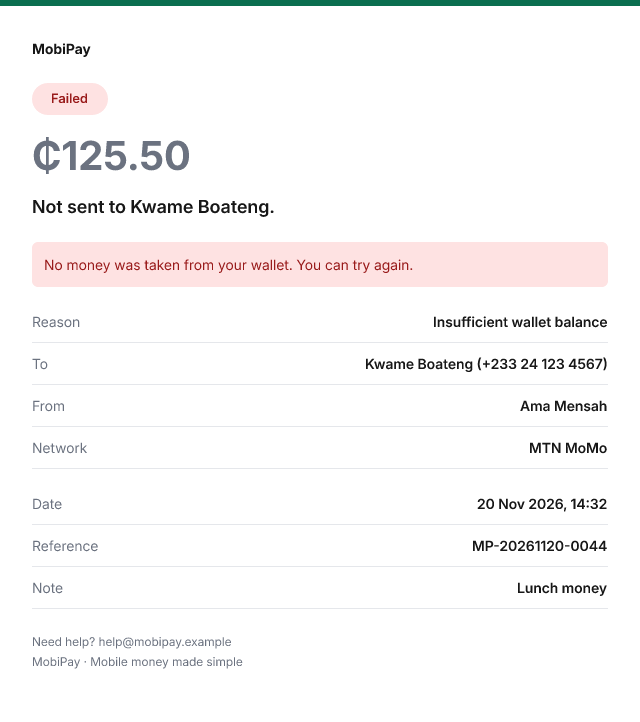 MobiPay
Failed
₵125.50
Not sent to Kwame Boateng.
No money was taken from your wallet. You can try again.
Reason Insufficient wallet balance
To Kwame Boateng (+233 24 123 4567)
From Ama Mensah
Network MTN MoMo
Date 20 Nov 2026, 14:32
Reference MP-20261120-0044
Note Lunch money
Need help? help@mobipay.example
MobiPay · Mobile money made simple